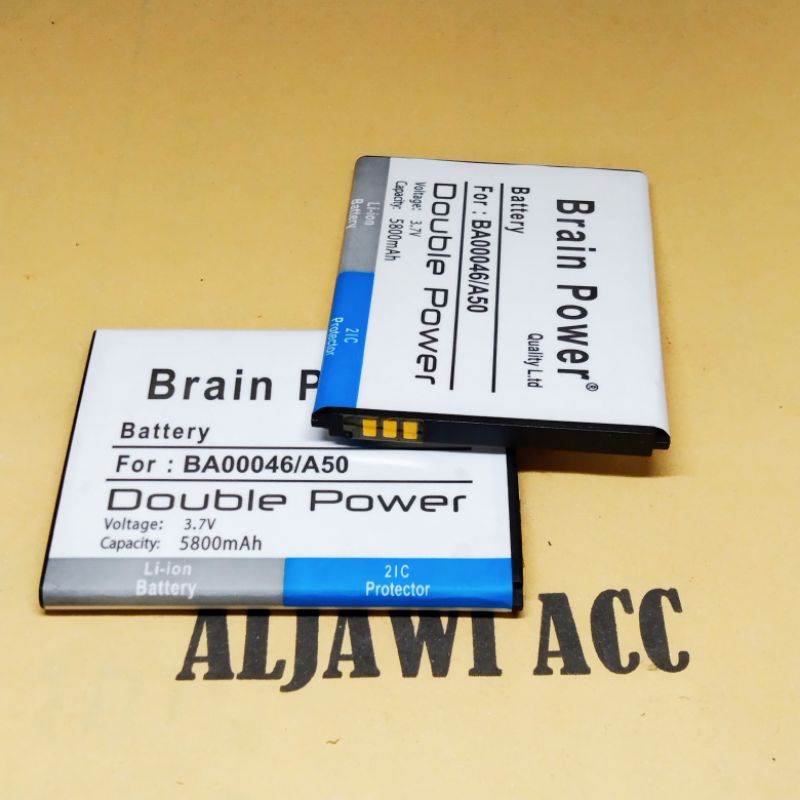 Brain Power®
Quality L.td
Battery
For : BA00046/A50
Double Power
Voltage: 3.7V
Capacity: 5800mAh
Li-ion
Battery
2IC
Protector
Brain P
Battery
For : BA00046/A50
Double Power
Voltage: 3.7V
Capacity: 5800mAh
Li-ion
Battery
2IC
Protector
ALJAWI ACC